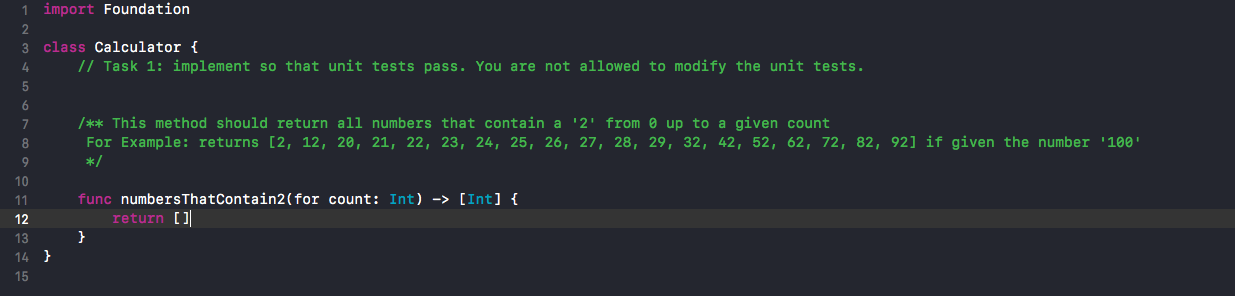 1 import Foundation
2
3 class Calculator {
4     // Task 1: implement so that unit tests pass. You are not allowed to modify the unit tests.
5
6
7     /** This method should return all numbers that contain a '2' from 0 up to a given count
8      For Example: returns [2, 12, 20, 21, 22, 23, 24, 25, 26, 27, 28, 29, 32, 42, 52, 62, 72, 82, 92] if given the number '100'
9      */
10
11     func numbersThatContain2(for count: Int) -> [Int] {
12         return []
13     }
14 }
15